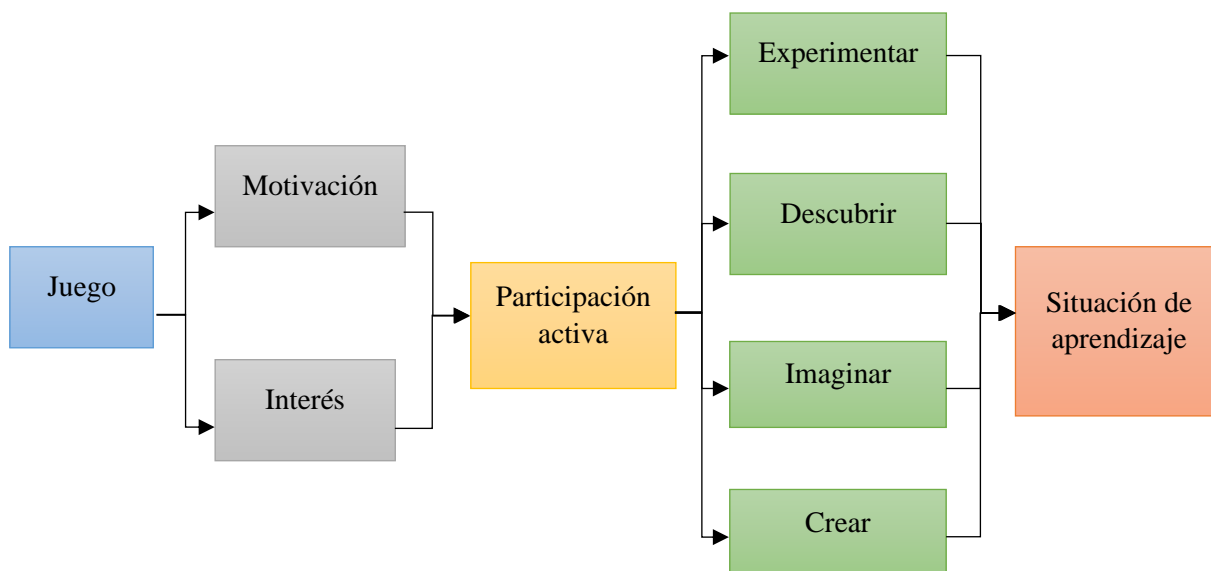 Juego
Motivación
Interés
Participación
activa
Experimentar
Descubrir
Imaginar
Crear
Situación de
aprendizaje